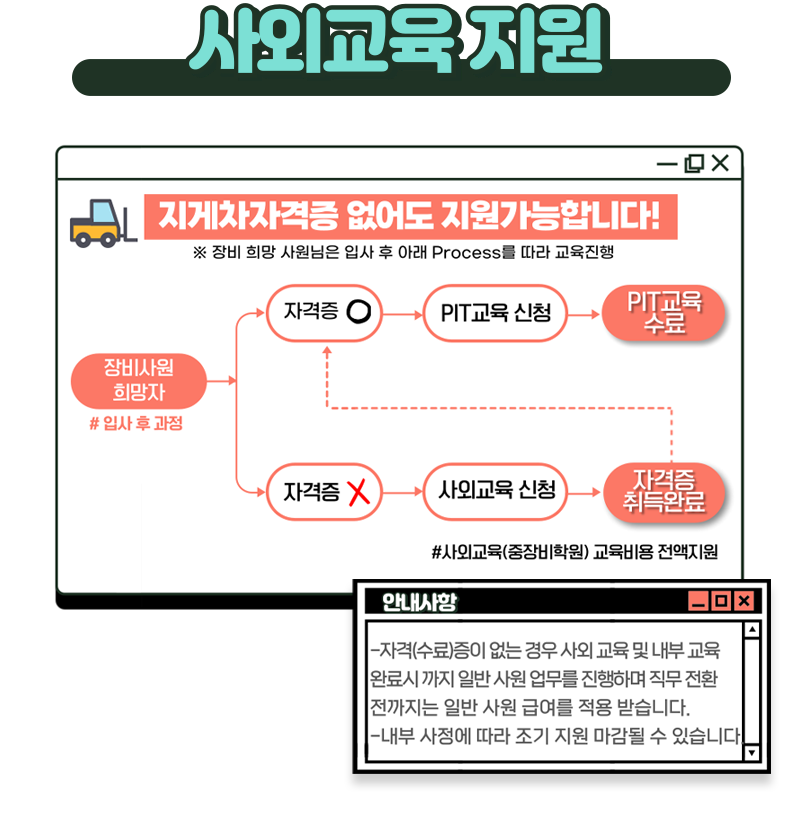 사외교육 지원
지게차자격증 없어도 지원가능합니다!
※ 장비 희망 사원님은 입사 후 아래 Process를 따라 교육진행
장비사원
희망자
# 입사 후 과정
자격증 O
PIT교육 신청
PIT교육
수료
자격증 X
사외교육 신청
자격증
취득완료
#사외교육(중장비학원) 교육비용 전액지원
안내사항
-자격(수료)증이 없는 경우 사외 교육 및 내부 교육
완료시 까지 일반 사원 업무를 진행하며 직무 전환
전까지는 일반 사원 급여를 적용 받습니다.
-내부 사정에 따라 조기 지원 마감될 수 있습니다.